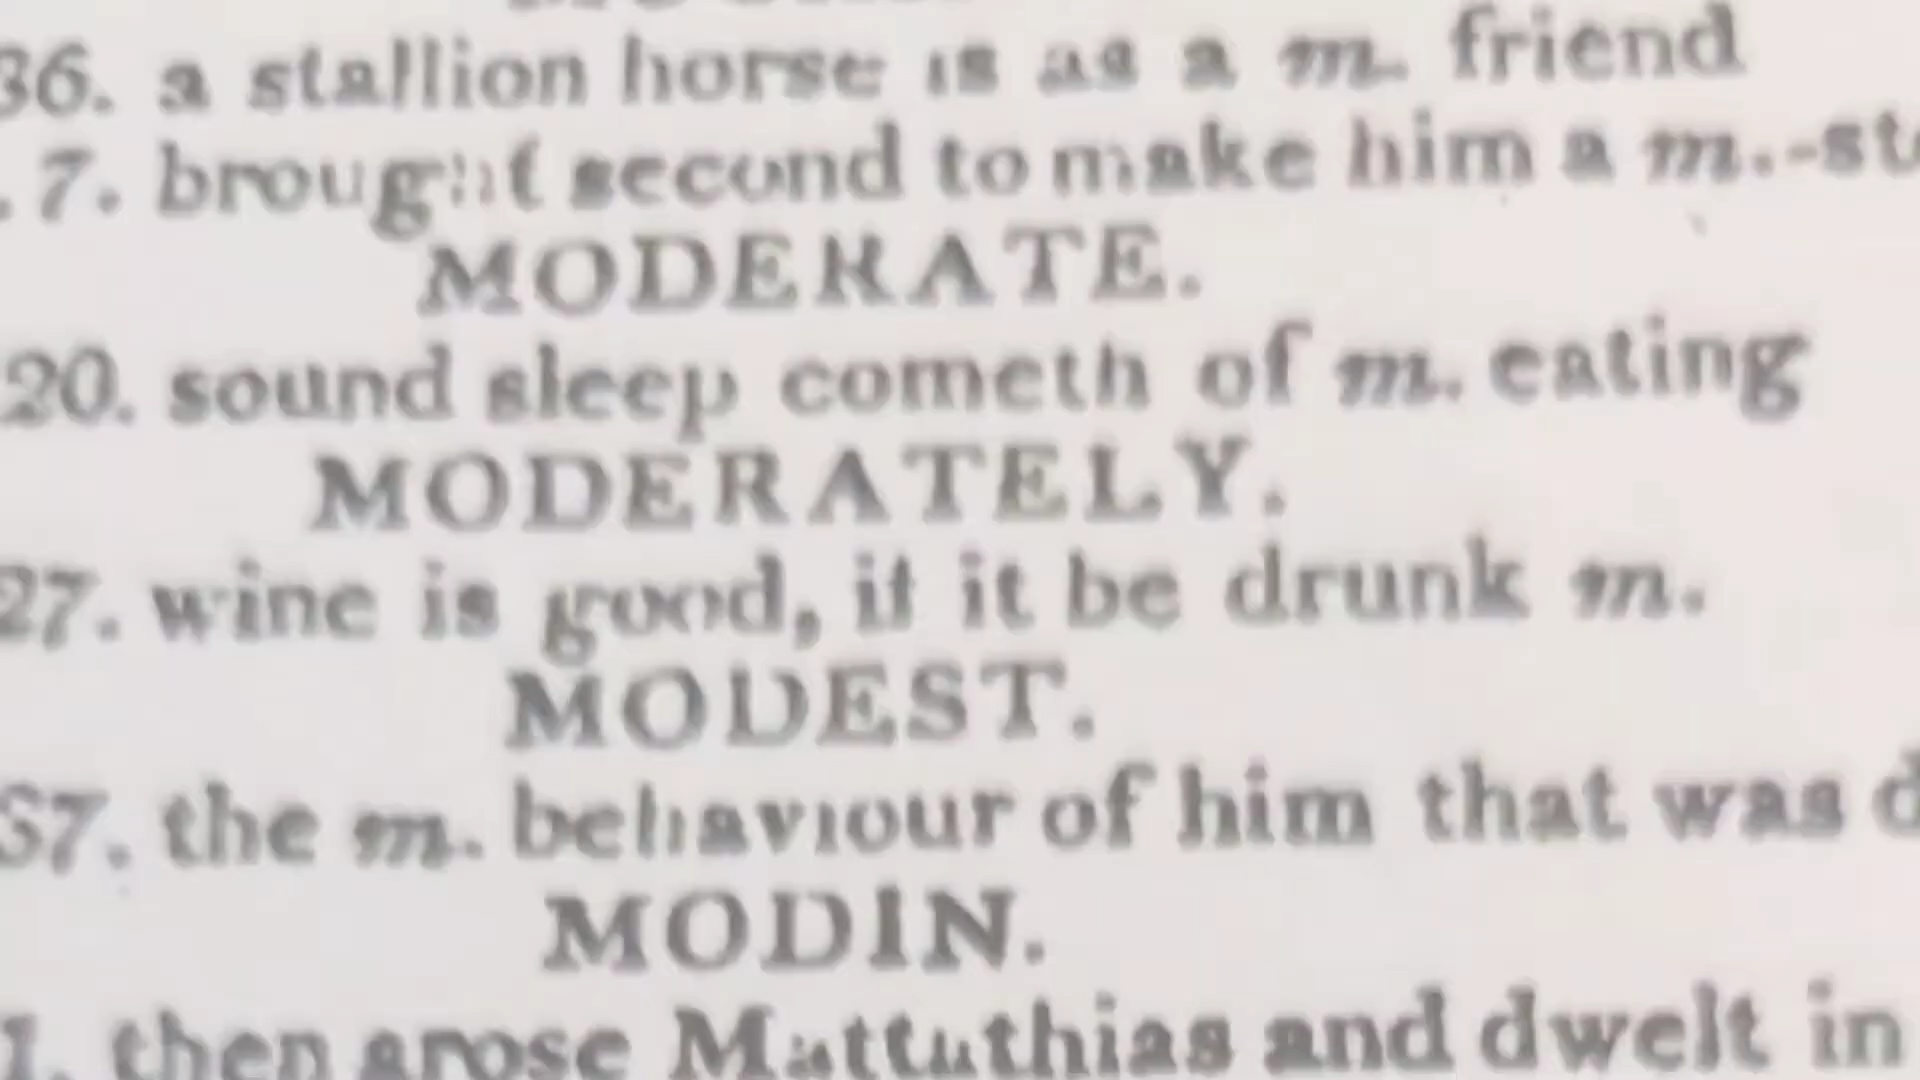 36. a stallion horse is as a m. friend
.7. brought second to make him a m.-st
MODERATE.
20. sound sleep cometh of m. eating
MODERATELY.
27. wine is good, if it be drunk m.
MODEST.
37. the m. behaviour of him that was d
MODIN.
1. then arose Mattathias and dwelt in